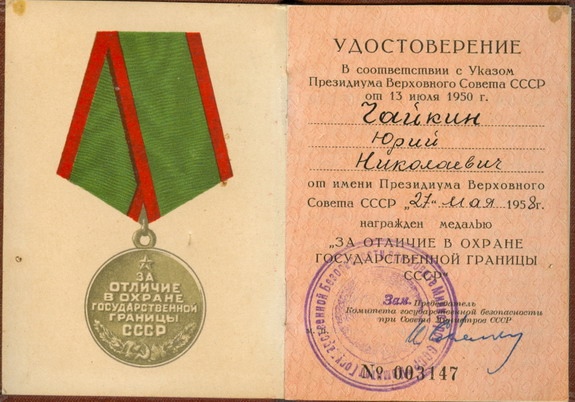 ЗА
ОТЛИЧИЕ
В ОХРАНЕ
ГОСУДАРСТВЕННОЙ
ГРАНИЦЫ
СССР
УДОСТОВЕРЕНИЕ
В соответствии с Указом
Президиума Верховного Совета СССР
от 13 июля 1950 г.
Чайкин
Юрий
Николаевич
от имени Президиума Верховного
Совета СССР „27" мая 1958г.
награжден медалью
„ЗА ОТЛИЧИЕ В ОХРАНЕ
ГОСУДАРСТВЕННОЙ ГРАНИЦЫ
СССР"
Зам. Председатель
Комитета государственной безопасности
при Совете Министров СССР
№ 003147